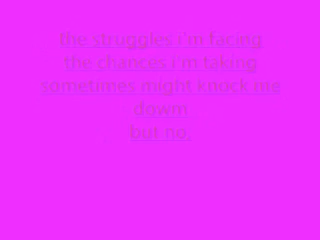 the struggles i'm facing
the chances i'm taking
sometimes might knock me
down
but no,